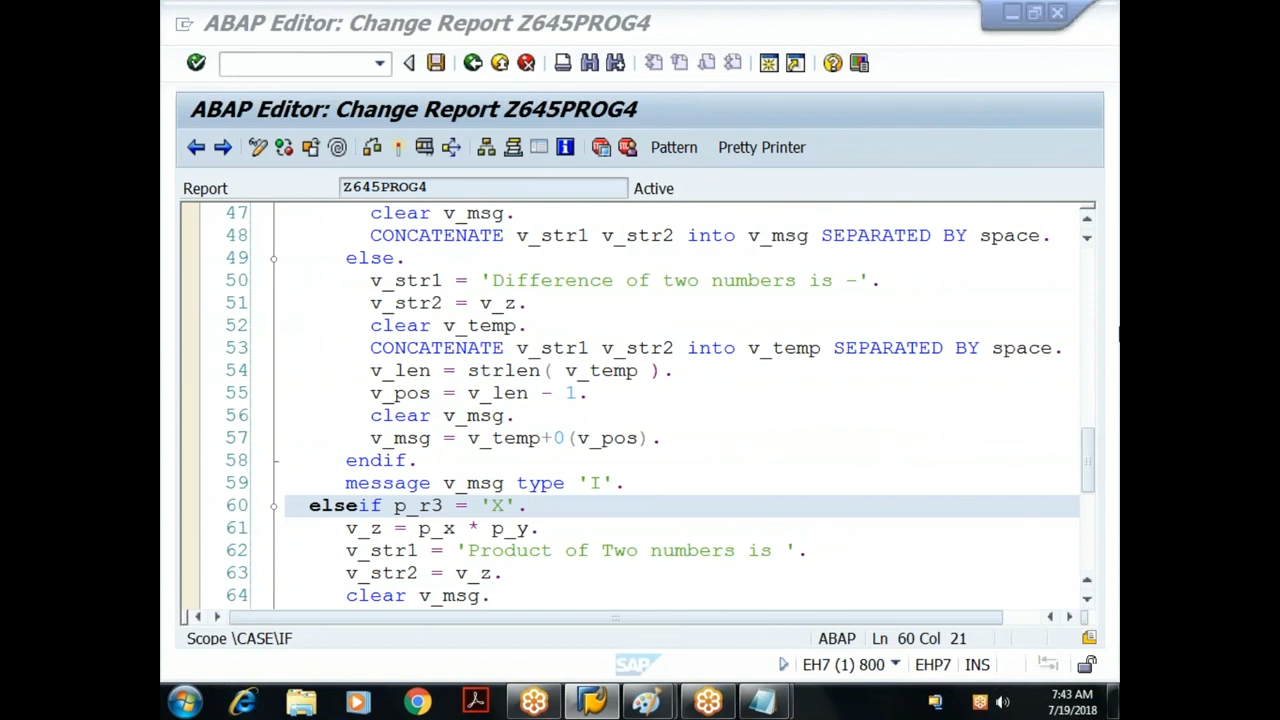 ABAP Editor: Change Report Z645PROG4
ABAP Editor: Change Report Z645PROG4
Pattern Pretty Printer
Report Z645PROG4 Active
47 clear v_msg.
48 CONCATENATE v_str1 v_str2 into v_msg SEPARATED BY space.
49 else.
50 v_str1 = 'Difference of two numbers is -'.
51 v_str2 = v_z.
52 clear v_temp.
53 CONCATENATE v_str1 v_str2 into v_temp SEPARATED BY space.
54 v_len = strlen( v_temp ).
55 v_pos = v_len - 1.
56 clear v_msg.
57 v_msg = v_temp+0(v_pos).
58 endif.
59 message v_msg type 'I'.
60 elseif p_r3 = 'X'.
61 v_z = p_x * p_y.
62 v_str1 = 'Product of Two numbers is '.
63 v_str2 = v_z.
64 clear v_msg.
Scope \CASE\IF ABAP Ln 60 Col 21
SAP EH7 (1) 800 EHP7 INS
7:43 AM
7/19/2018